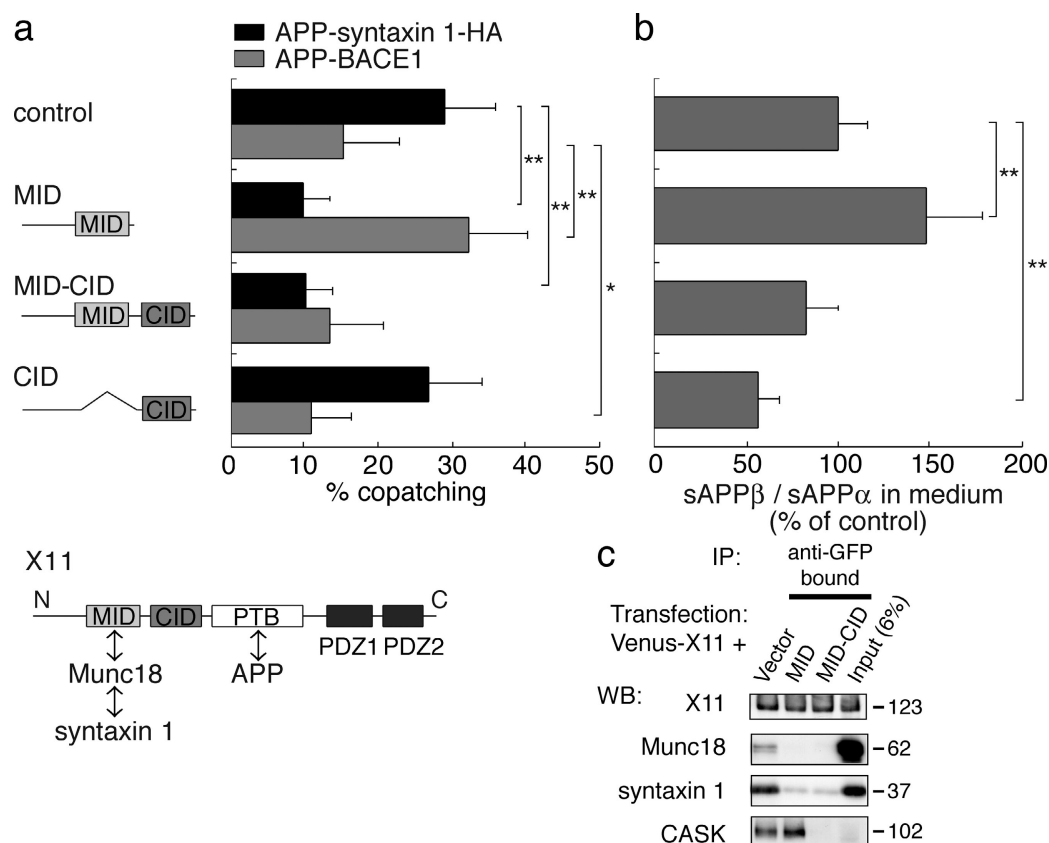 a
APP-syntaxin 1-HA
APP-BACE1
control
MID
MID
MID-CID
MID CID
CID
CID
**
**
**
*
0 10 20 30 40 50
% copatching
b
**
**
0 50 100 150 200
sAPPβ / sAPPα in medium
(% of control)
X11
N C
MID CID PTB
PDZ1 PDZ2
Munc18 APP
syntaxin 1
c
IP: anti-GFP
bound
Transfection:
Venus-X11 +
Vector MID MID-CID Input (6%)
WB:
X11 -123
Munc18 -62
syntaxin 1 -37
CASK -102